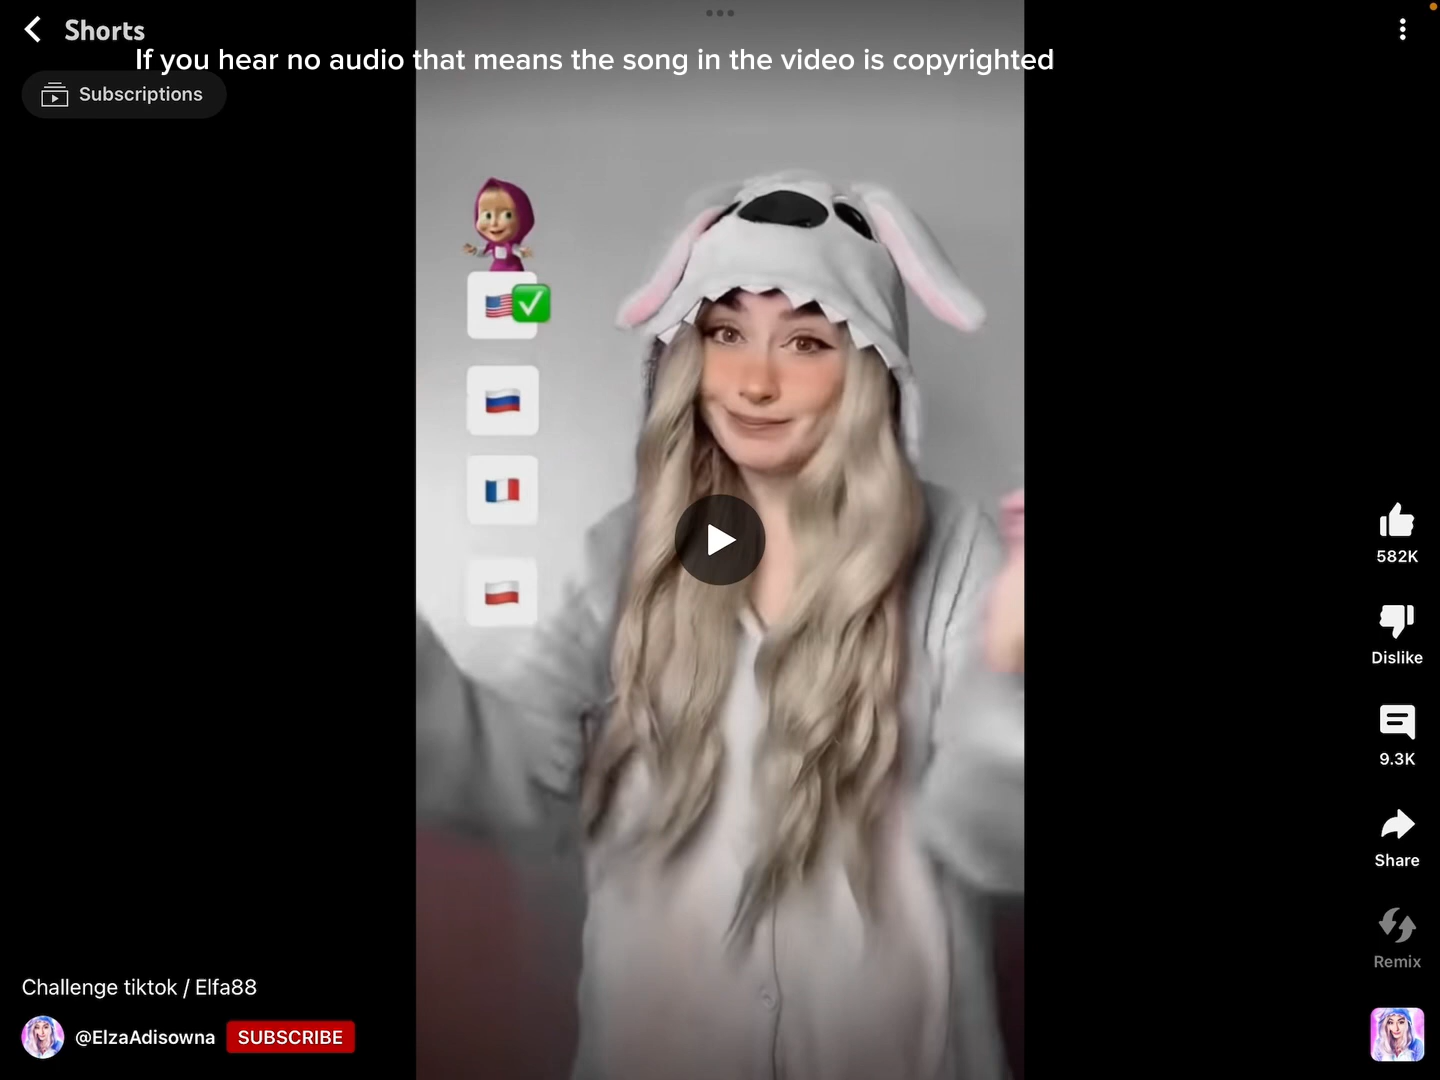 Shorts
If you hear no audio that means the song in the video is copyrighted
Subscriptions
582K
Dislike
9.3K
Share
Remix
Challenge tiktok / Elfa88
@ElzaAdisowna
SUBSCRIBE